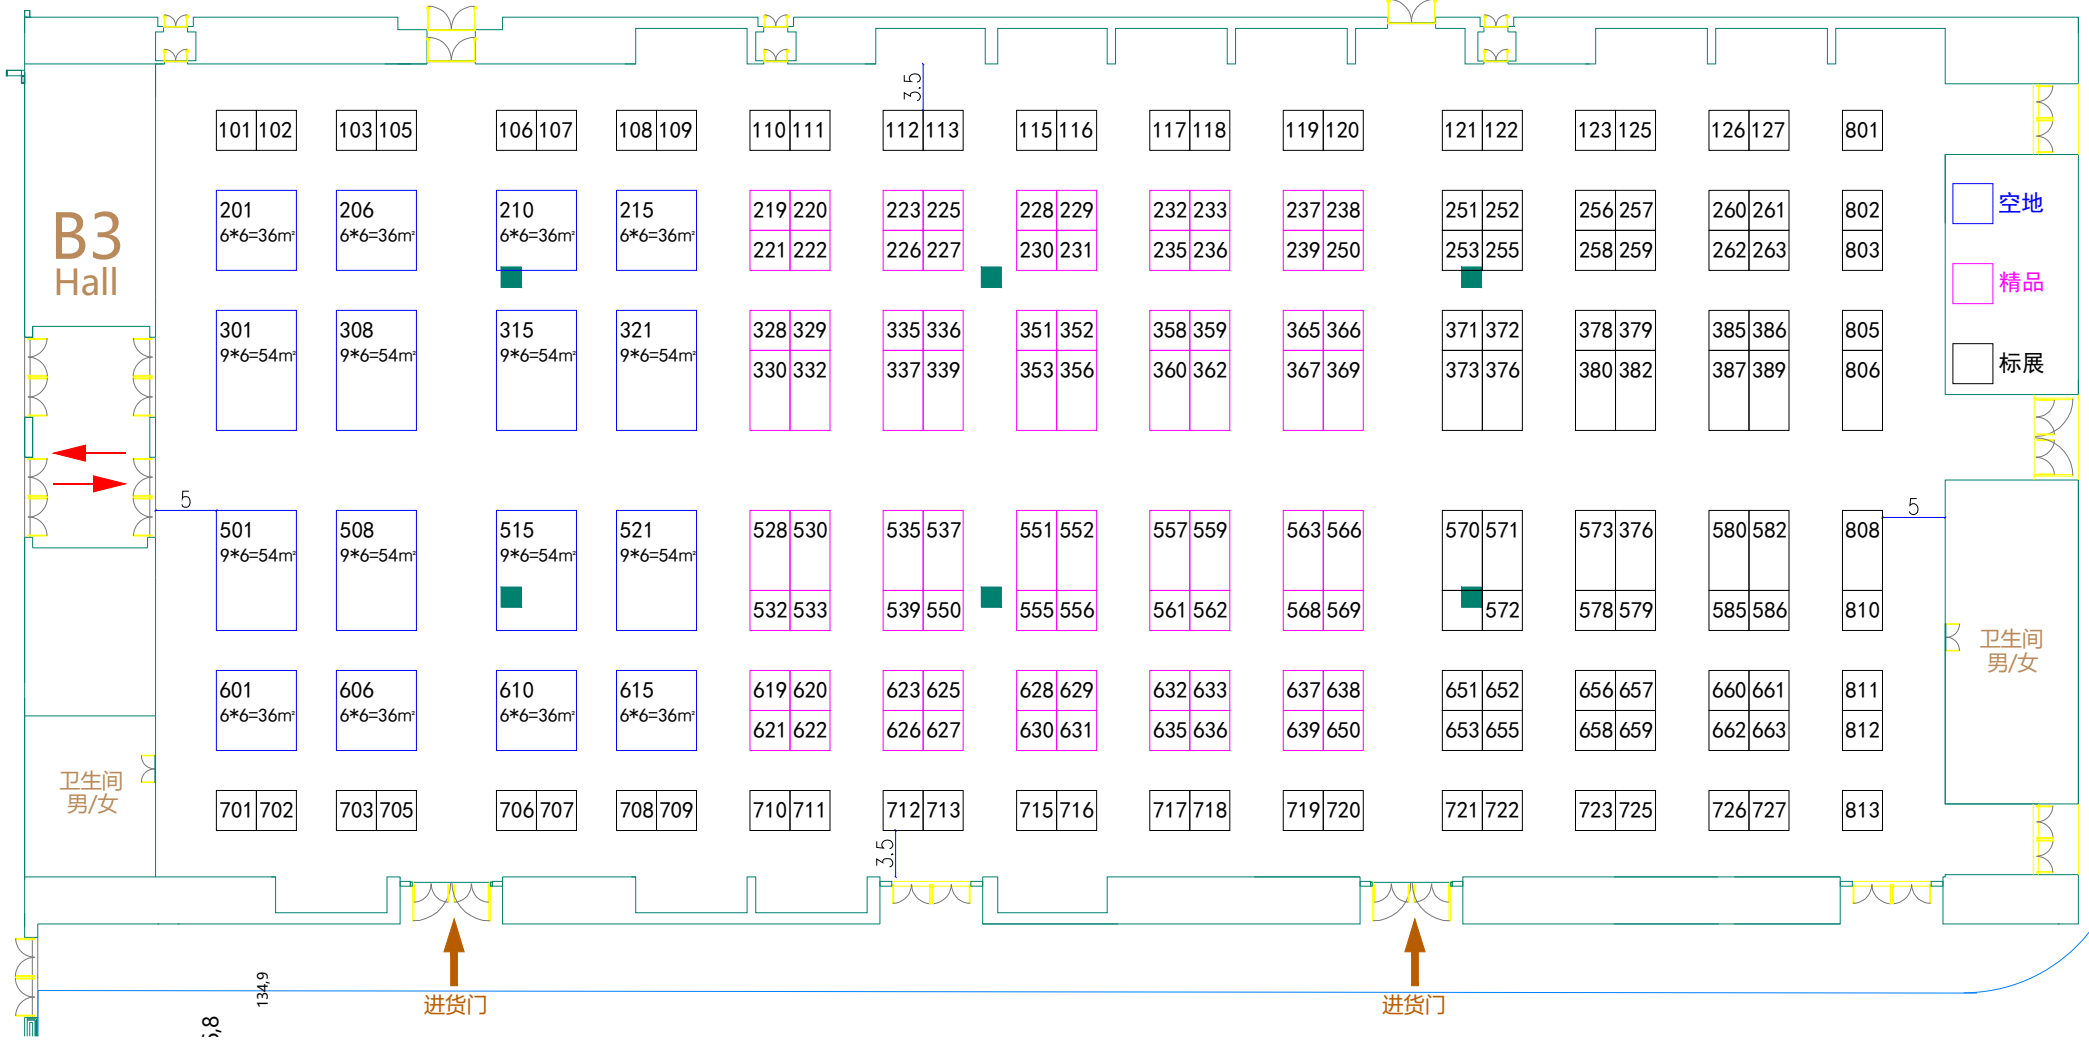 3.5
101 102 103 105 106 107 108 109 110 111 112 113 115 116 117 118 119 120 121 122 123 125 126 127 801
B3
Hall
201 206 210 215 219 220 223 225 228 229 232 233 237 238 251 252 256 257 260 261 802 空地
6*6=36㎡ 6*6=36㎡ 6*6=36㎡ 6*6=36㎡ 221 222 226 227 230 231 235 236 239 250 253 255 258 259 262 263 803
精品
301 308 315 321 328 329 335 336 351 352 358 359 365 366 371 372 378 379 385 386 805
9*6=54㎡ 9*6=54㎡ 9*6=54㎡ 9*6=54㎡ 330 332 337 339 353 356 360 362 367 369 373 376 380 382 387 389 806 标展
5 5
501 508 515 521 528 530 535 537 551 552 557 559 563 566 570 571 573 376 580 582 808
9*6=54㎡ 9*6=54㎡ 9*6=54㎡ 9*6=54㎡
532 533 539 550 555 556 561 562 568 569 572 578 579 585 586 810
卫生间
男/女
601 606 610 615 619 620 623 625 628 629 632 633 637 638 651 652 656 657 660 661 811
6*6=36㎡ 6*6=36㎡ 6*6=36㎡ 6*6=36㎡ 621 622 626 627 630 631 635 636 639 650 653 655 658 659 662 663 812
卫生间
男/女
701 702 703 705 706 707 708 709 710 711 712 713 715 716 717 718 719 720 721 722 723 725 726 727 813
3.5
134,9
进货门 进货门